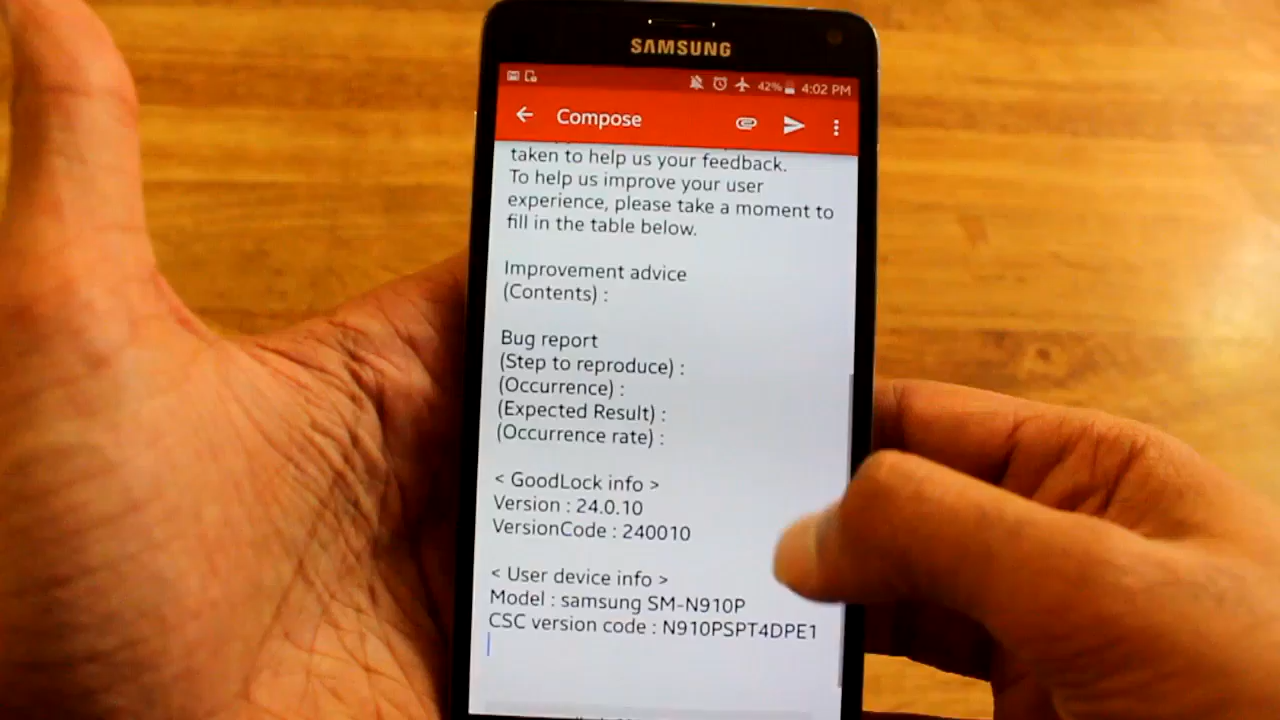 SAMSUNG
42% 4:02 PM
Compose
taken to help us your feedback.
To help us improve your user
experience, please take a moment to
fill in the table below.
Improvement advice
(Contents) :
Bug report
(Step to reproduce) :
(Occurrence) :
(Expected Result) :
(Occurrence rate) :
< GoodLock info >
Version : 24.0.10
VersionCode : 240010
< User device info >
Model : samsung SM-N910P
CSC version code : N910PSPT4DPE1